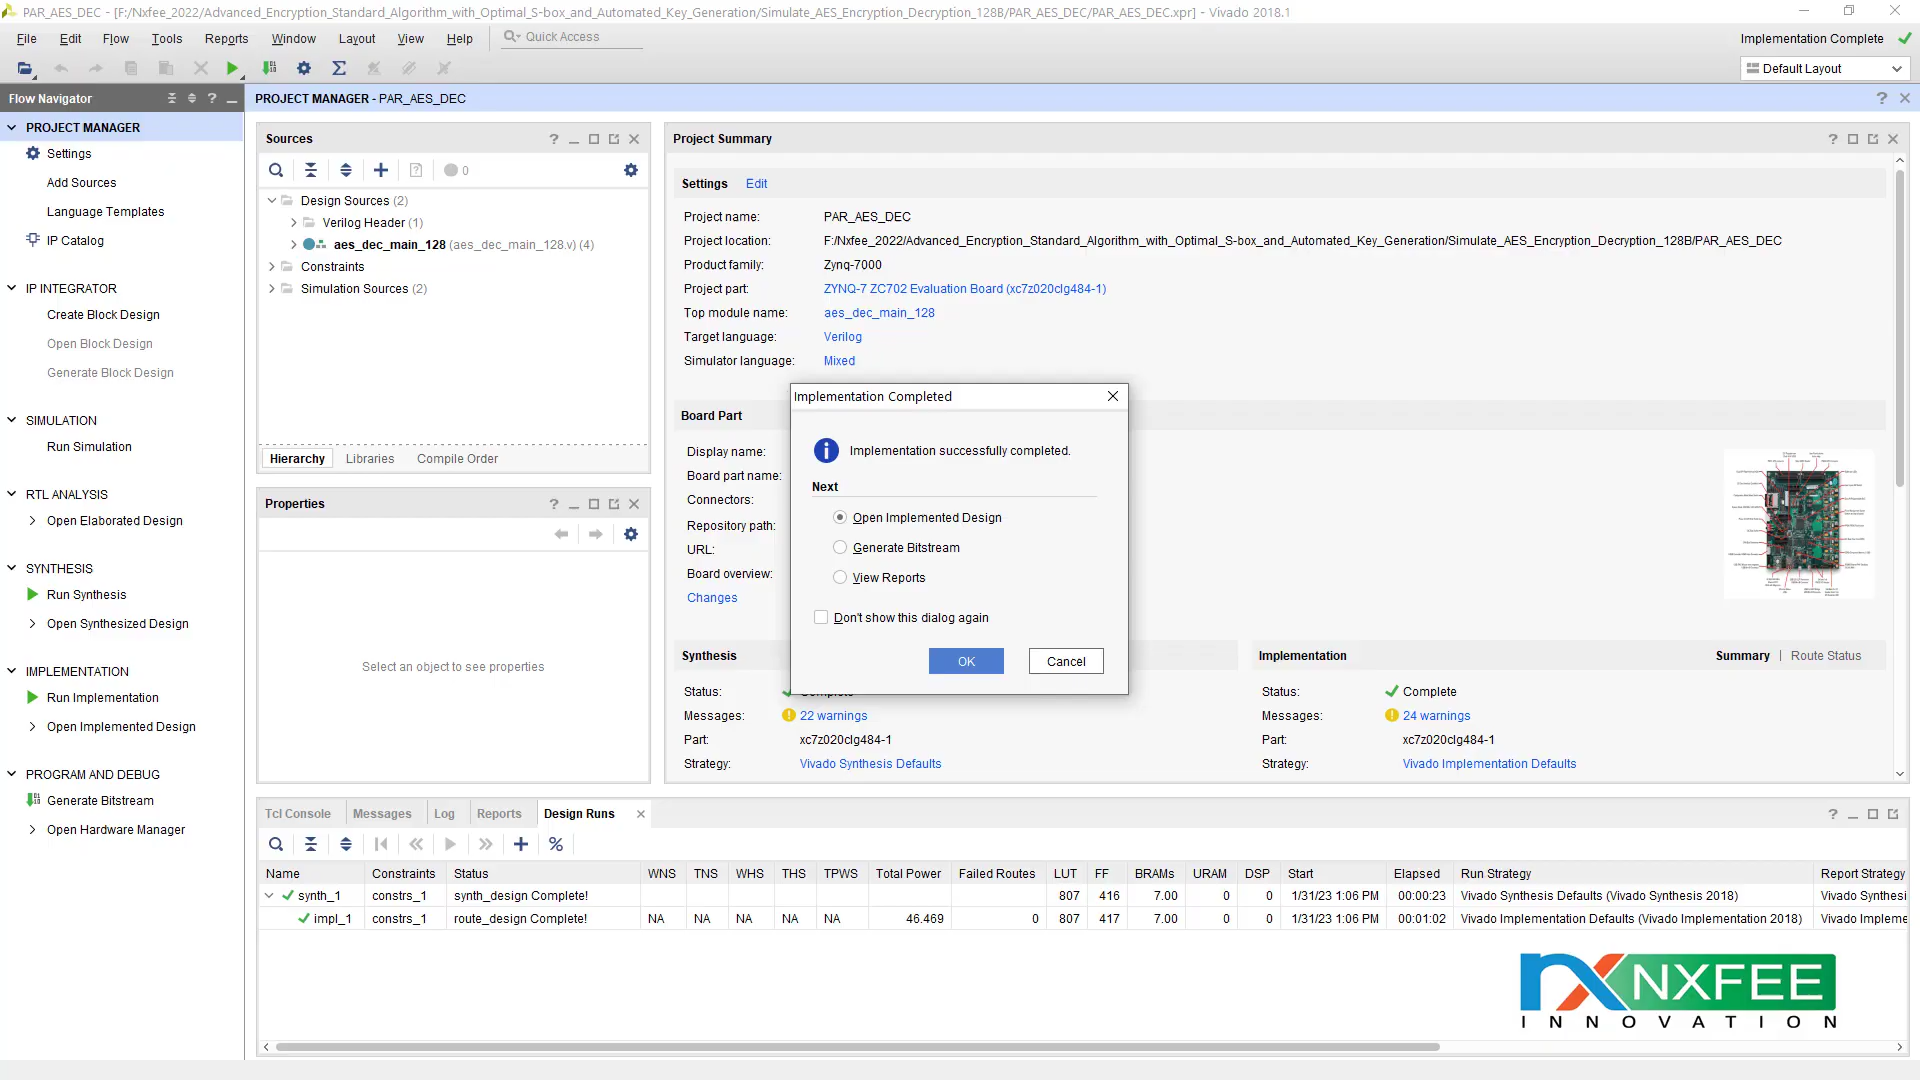 PAR_AES_DEC - [F:/Nxfee_2022/Advanced_Encryption_Standard_Algorithm_with_Optimal_S-box_and_Automated_Key_Generation/Simulate_AES_Encryption_Decryption_128B/PAR_AES_DEC/PAR_AES_DEC.xpr] - Vivado 2018.1
File Edit Flow Tools Reports Window Layout View Help Quick Access
Implementation Complete
Default Layout
Flow Navigator
PROJECT MANAGER
Settings
Add Sources
Language Templates
IP Catalog
IP INTEGRATOR
Create Block Design
Open Block Design
Generate Block Design
SIMULATION
Run Simulation
RTL ANALYSIS
Open Elaborated Design
SYNTHESIS
Run Synthesis
Open Synthesized Design
IMPLEMENTATION
Run Implementation
Open Implemented Design
PROGRAM AND DEBUG
Generate Bitstream
Open Hardware Manager
PROJECT MANAGER - PAR_AES_DEC
Sources
0
Design Sources (2)
Verilog Header (1)
aes_dec_main_128 (aes_dec_main_128.v) (4)
Constraints
Simulation Sources (2)
Hierarchy Libraries Compile Order
Properties
Select an object to see properties
Project Summary
Settings Edit
Project name: PAR_AES_DEC
Project location: F:/Nxfee_2022/Advanced_Encryption_Standard_Algorithm_with_Optimal_S-box_and_Automated_Key_Generation/Simulate_AES_Encryption_Decryption_128B/PAR_AES_DEC
Product family: Zynq-7000
Project part: ZYNQ-7 ZC702 Evaluation Board (xc7z020clg484-1)
Top module name: aes_dec_main_128
Target language: Verilog
Simulator language: Mixed
Board Part
Display name:
Board part name:
Connectors:
Repository path:
URL:
Board overview:
Changes
Implementation Completed
Implementation successfully completed.
Next
Open Implemented Design
Generate Bitstream
View Reports
Don't show this dialog again
OK Cancel
Synthesis
Status: Complete
Messages: 22 warnings
Part: xc7z020clg484-1
Strategy: Vivado Synthesis Defaults
Implementation Summary | Route Status
Status: Complete
Messages: 24 warnings
Part: xc7z020clg484-1
Strategy: Vivado Implementation Defaults
Tcl Console Messages Log Reports Design Runs
Name Constraints Status WNS TNS WHS THS TPWS Total Power Failed Routes LUT FF BRAMs URAM DSP Start Elapsed Run Strategy Report Strategy
synth_1 constrs_1 synth_design Complete! 807 416 7.00 0 0 1/31/23 1:06 PM 00:00:23 Vivado Synthesis Defaults (Vivado Synthesis 2018) Vivado Synthesi
impl_1 constrs_1 route_design Complete! NA NA NA NA NA 46.469 0 807 417 7.00 0 0 1/31/23 1:06 PM 00:01:02 Vivado Implementation Defaults (Vivado Implementation 2018) Vivado Impleme
NXFEE
INNOVATION